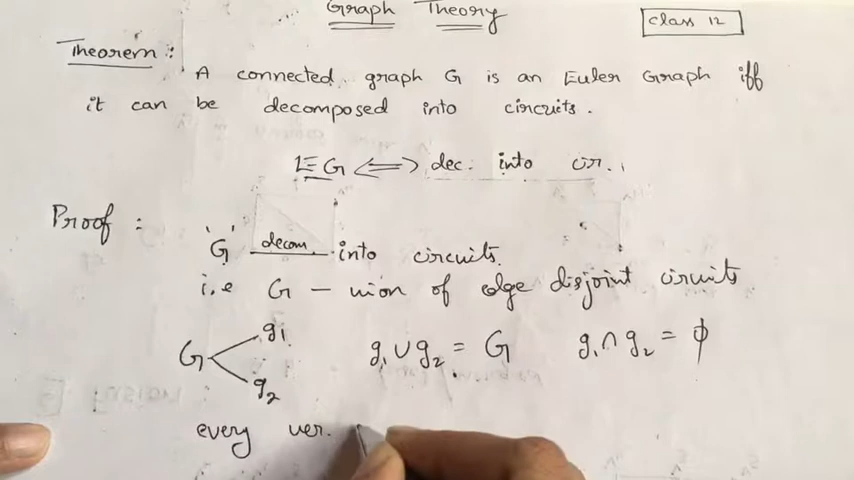 Graph Theory
class 12
Theorem :
A connected graph G is an Euler Graph iff
it can be decomposed into circuits.
EG <=> dec. into cir.
Proof :
'G' decom into circuits.
i.e G - union of edge disjoint circuits
G g1 g1 ∪ g2 = G g1 ∩ g2 = ϕ
g2
every ver.